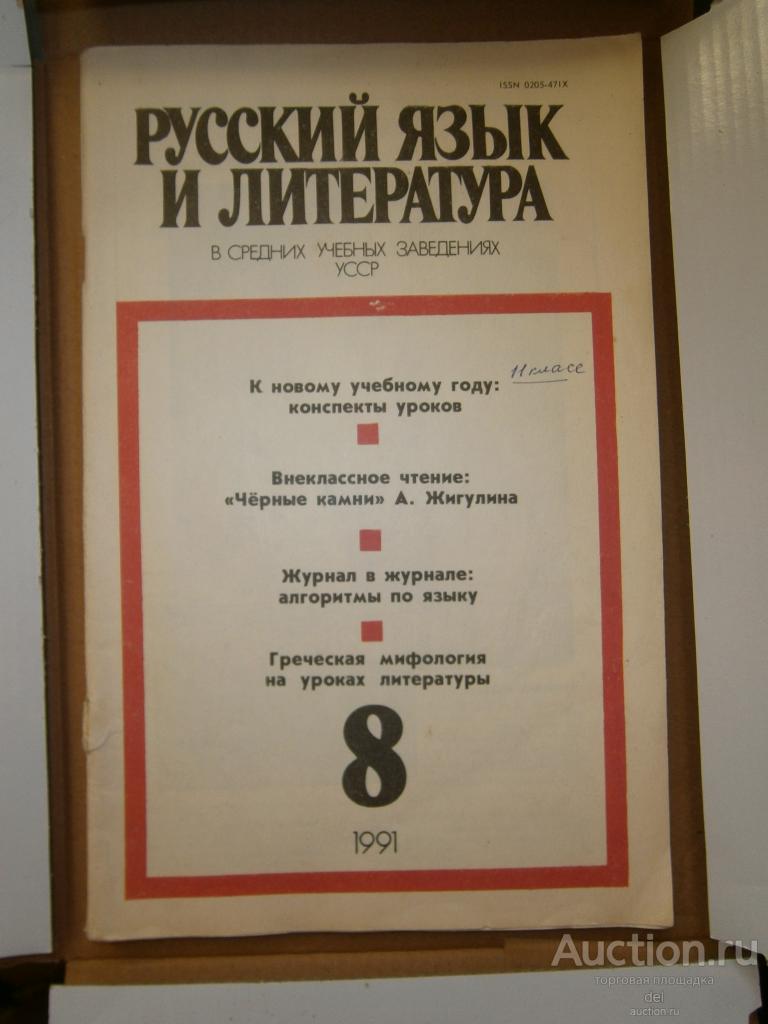 ISSN 0205-471X
РУССКИЙ ЯЗЫК
И ЛИТЕРАТУРА
В СРЕДНИХ УЧЕБНЫХ ЗАВЕДЕНИЯХ
УССР
11 класс
К новому учебному году:
конспекты уроков
Внеклассное чтение:
«Чёрные камни» А. Жигулина
Журнал в журнале:
алгоритмы по языку
Греческая мифология
на уроках литературы
8
1991
Auction.ru
торговая площадка
del
auction.ru